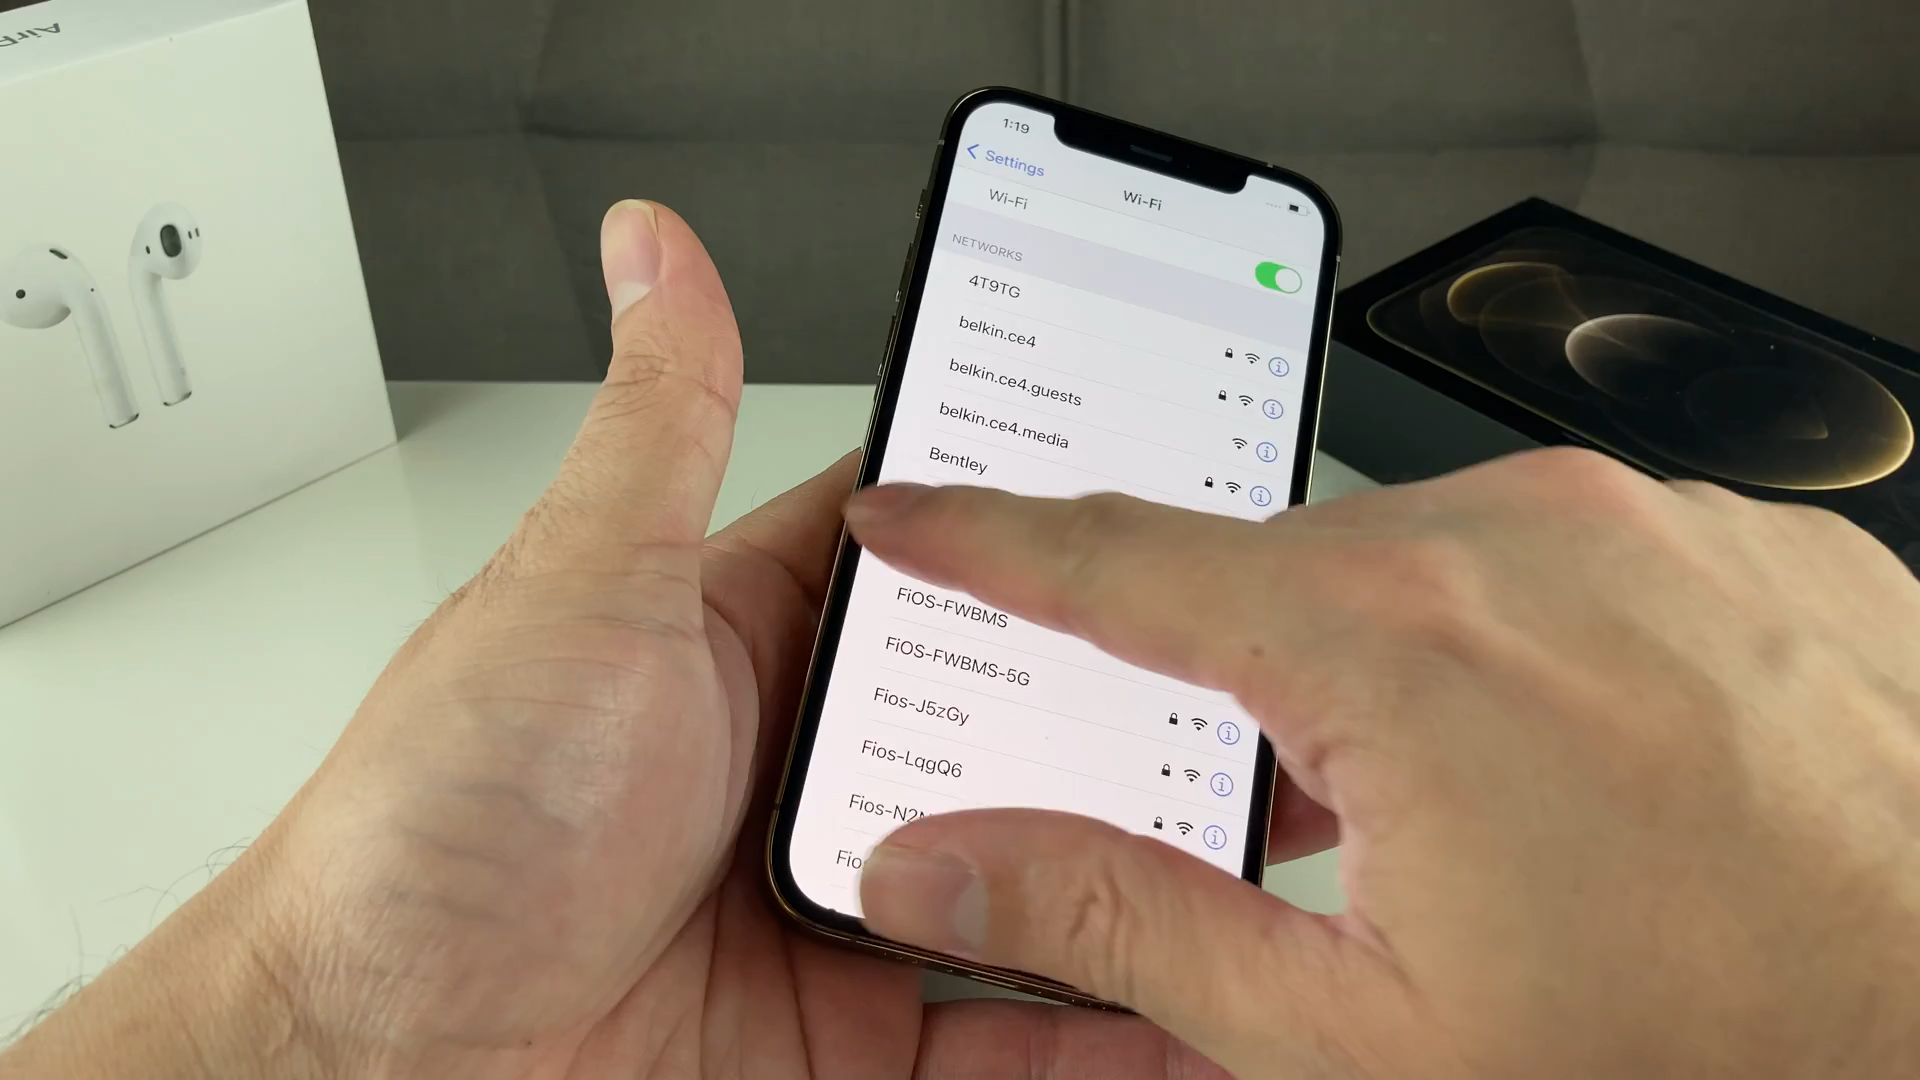 1:19
Settings
Wi-Fi
Wi-Fi
NETWORKS
4T9TG
belkin.ce4
belkin.ce4.guests
belkin.ce4.media
Bentley
FiOS-FWBMS
FiOS-FWBMS-5G
Fios-J5zGy
Fios-LqgQ6